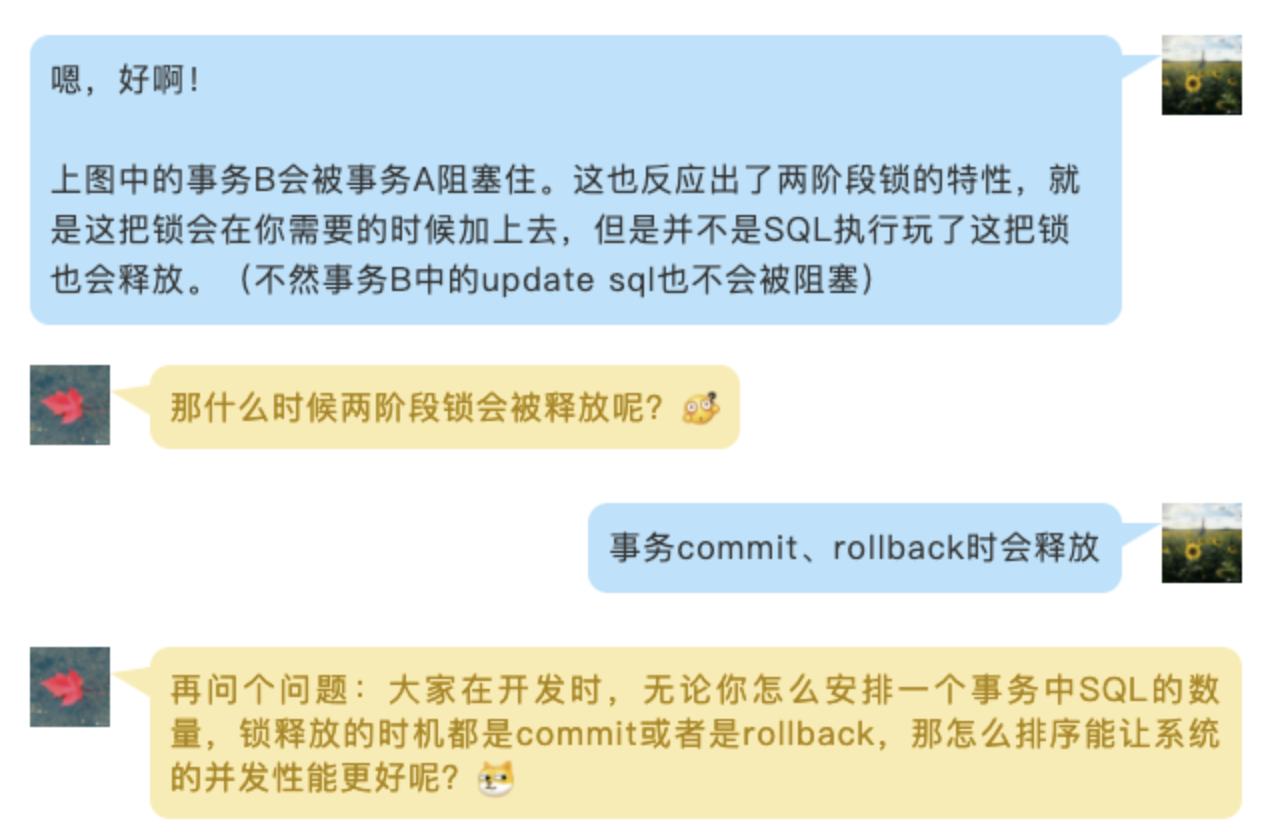 嗯，好啊！
上图中的事务B会被事务A阻塞住。这也反应出了两阶段锁的特性，就
是这把锁会在你需要的时候加上去，但是并不是SQL执行玩了这把锁
也会释放。（不然事务B中的update sql也不会被阻塞）
那什么时候两阶段锁会被释放呢？
事务commit、rollback时会释放
再问个问题：大家在开发时，无论你怎么安排一个事务中SQL的数
量，锁释放的时机都是commit或者是rollback，那怎么排序能让系统
的并发性能更好呢？